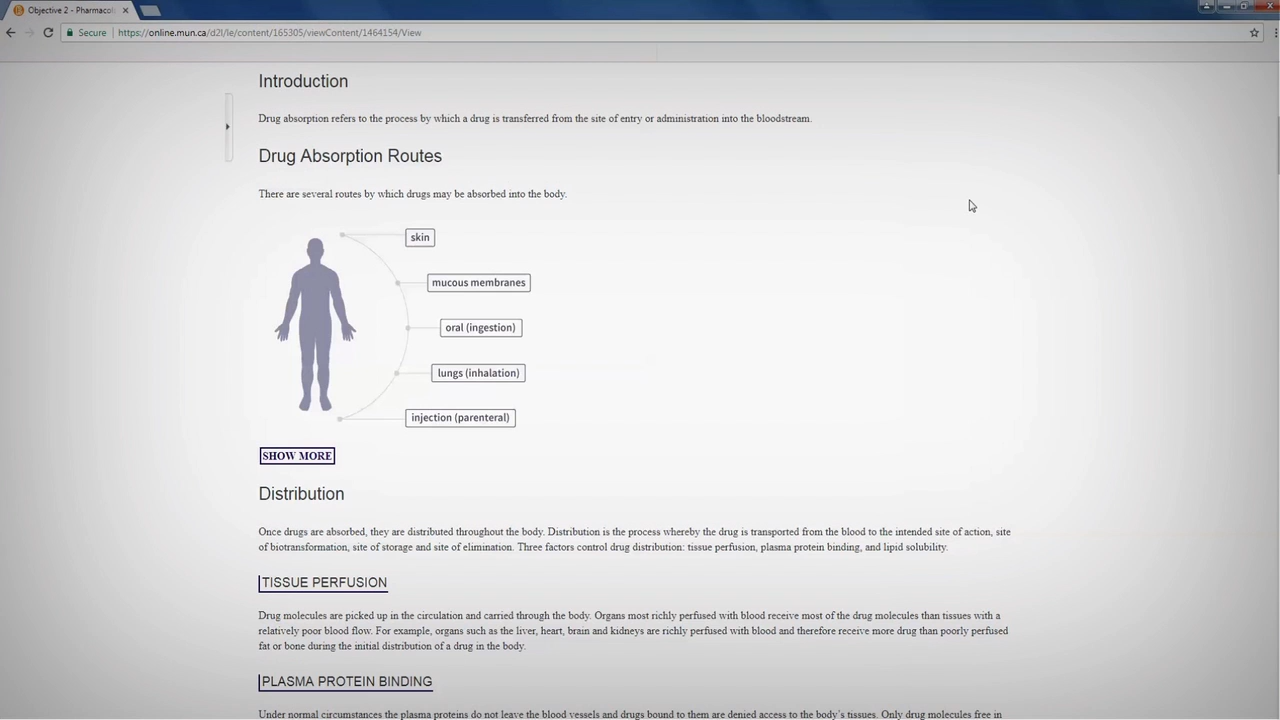 Objective 2 - Pharmacol
Secure
https://online.mun.ca/d2l/le/content/165305/viewContent/1464154/View
Introduction
Drug absorption refers to the process by which a drug is transferred from the site of entry or administration into the bloodstream.
Drug Absorption Routes
There are several routes by which drugs may be absorbed into the body.
skin
mucous membranes
oral (ingestion)
lungs (inhalation)
injection (parenteral)
SHOW MORE
Distribution
Once drugs are absorbed, they are distributed throughout the body. Distribution is the process whereby the drug is transported from the blood to the intended site of action, site
of biotransformation, site of storage and site of elimination. Three factors control drug distribution: tissue perfusion, plasma protein binding, and lipid solubility.
TISSUE PERFUSION
Drug molecules are picked up in the circulation and carried through the body. Organs most richly perfused with blood receive most of the drug molecules than tissues with a
relatively poor blood flow. For example, organs such as the liver, heart, brain and kidneys are richly perfused with blood and therefore receive more drug than poorly perfused
fat or bone during the initial distribution of a drug in the body.
PLASMA PROTEIN BINDING
Under normal circumstances the plasma proteins do not leave the blood vessels and drugs bound to them are denied access to the body's tissues. Only drug molecules free in